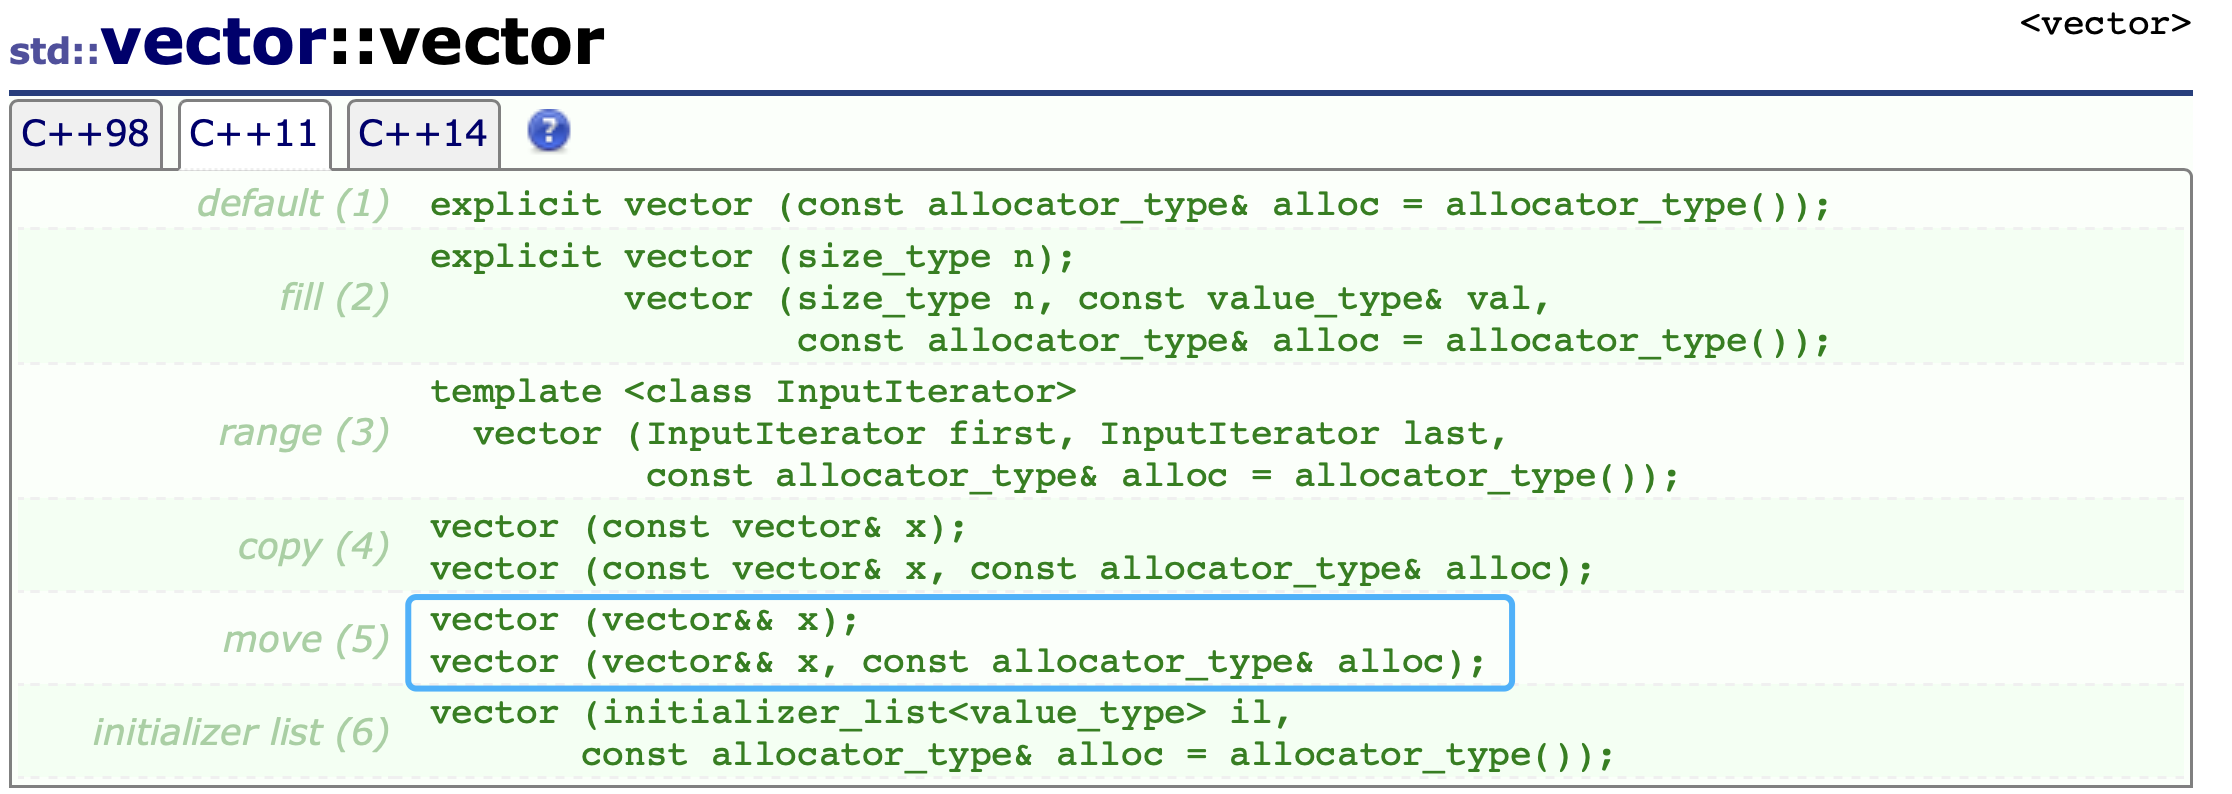 std::vector::vector
<vector>
C++98 C++11 C++14 ?
default (1) explicit vector (const allocator_type& alloc = allocator_type());
fill (2) explicit vector (size_type n);
vector (size_type n, const value_type& val,
const allocator_type& alloc = allocator_type());
range (3) template <class InputIterator>
vector (InputIterator first, InputIterator last,
const allocator_type& alloc = allocator_type());
copy (4) vector (const vector& x);
vector (const vector& x, const allocator_type& alloc);
move (5) vector (vector&& x);
vector (vector&& x, const allocator_type& alloc);
initializer list (6) vector (initializer_list<value_type> il,
const allocator_type& alloc = allocator_type());